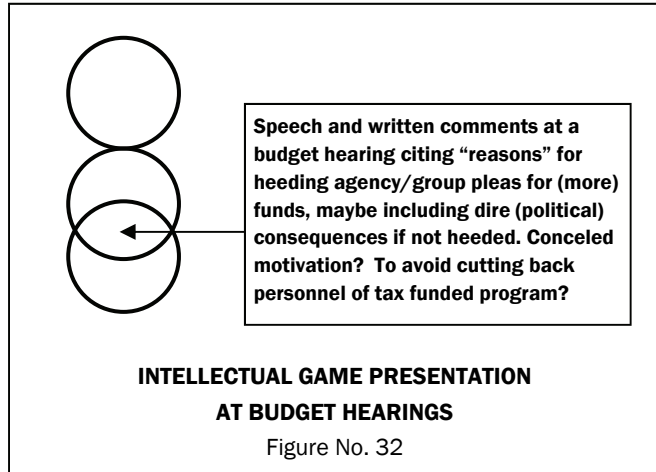 Speech and written comments at a
budget hearing citing “reasons” for
heeding agency/group pleas for (more)
funds, maybe including dire (political)
consequences if not heeded. Conceled
motivation? To avoid cutting back
personnel of tax funded program?
INTELLECTUAL GAME PRESENTATION
AT BUDGET HEARINGS
Figure No. 32